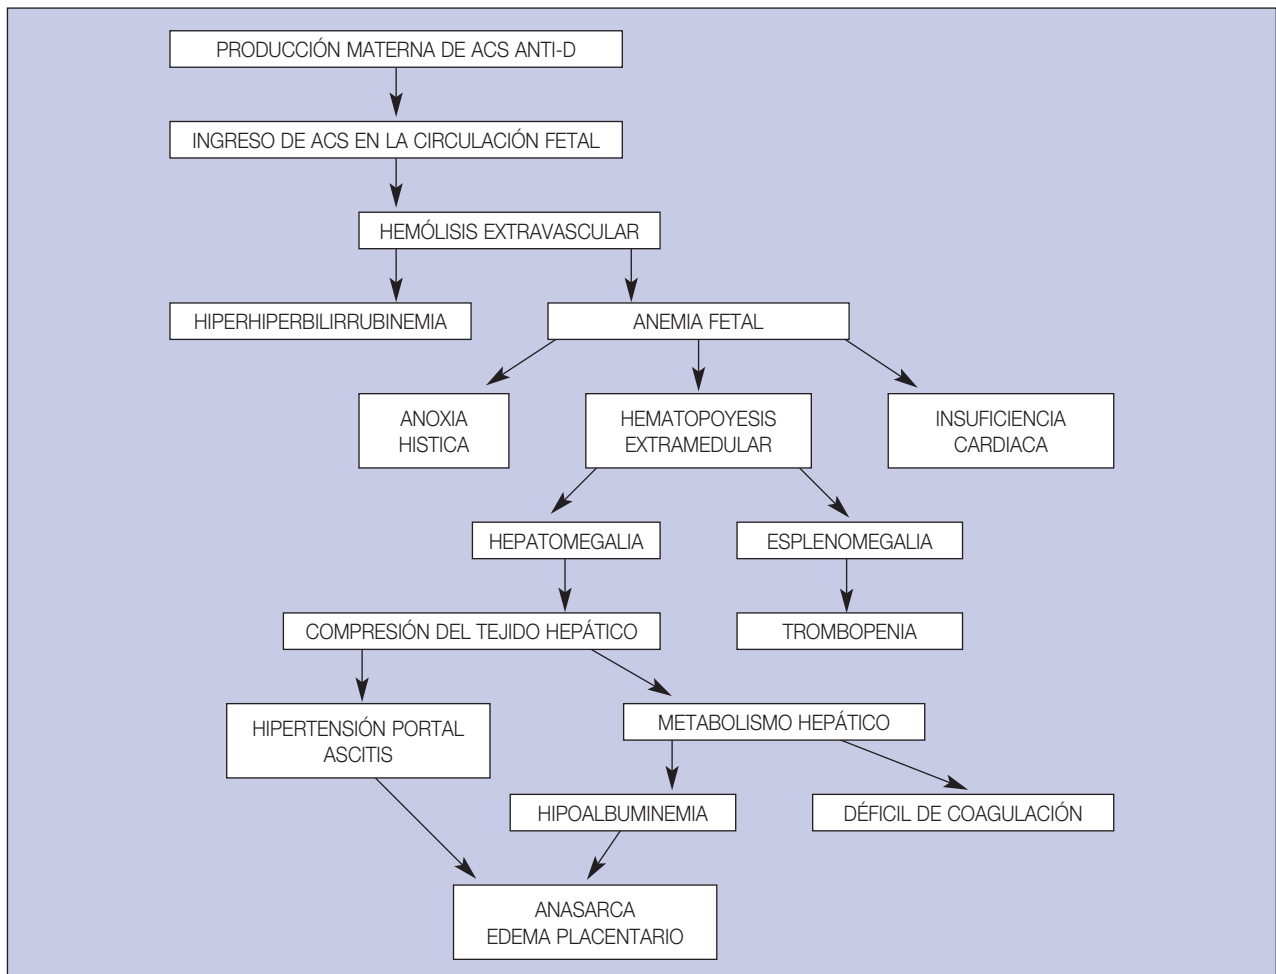 PRODUCCIÓN MATERNA DE ACS ANTI-D
INGRESO DE ACS EN LA CIRCULACIÓN FETAL
HEMÓLISIS EXTRAVASCULAR
HIPERHIPERBILIRRUBINEMIA
ANEMIA FETAL
ANOXIA
HISTICA
HEMATOPOYESIS
EXTRAMEDULAR
INSUFICIENCIA
CARDIACA
HEPATOMEGALIA
ESPLENOMEGALIA
COMPRESIÓN DEL TEJIDO HEPÁTICO
TROMBOPENIA
HIPERTENSIÓN PORTAL
ASCITIS
METABOLISMO HEPÁTICO
HIPOALBUMINEMIA
DÉFICIL DE COAGULACIÓN
ANASARCA
EDEMA PLACENTARIO